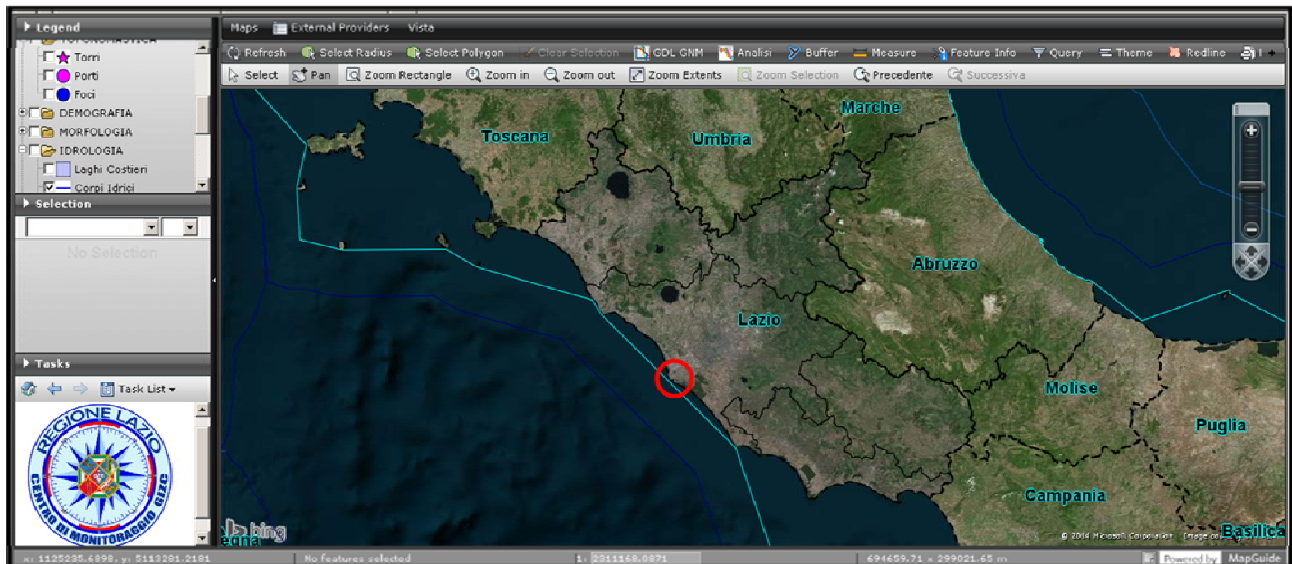 Legend
Maps External Providers Vista
TOPONOMASTICA
Torri
Porti
Foci
DEMOGRAFIA
MORFOLOGIA
IDROLOGIA
Laghi Costieri
Corpi Idrici
Refresh Select Radius Select Polygon Clear Selection GDL GNM Analisi Buffer Measure Feature Info Query Theme Redline
Select Pan Zoom Rectangle Zoom in Zoom out Zoom Extents Zoom Selection Precedente Successiva
Selection
No Selection
Tasks
Task List
REGIONE LAZIO
CENTRO DI MONITORAGGIO GIZC
Marche
Toscana
Umbria
Abruzzo
Lazio
Molise
Puglia
Campania
Basilica
bing
egna
© 2014 Microsoft Corporation
x: 1125235.6898, y: 5113281.2181 No features selected 1: 2311168.0871 694659.71 x 299021.65 m Powered by MapGuide